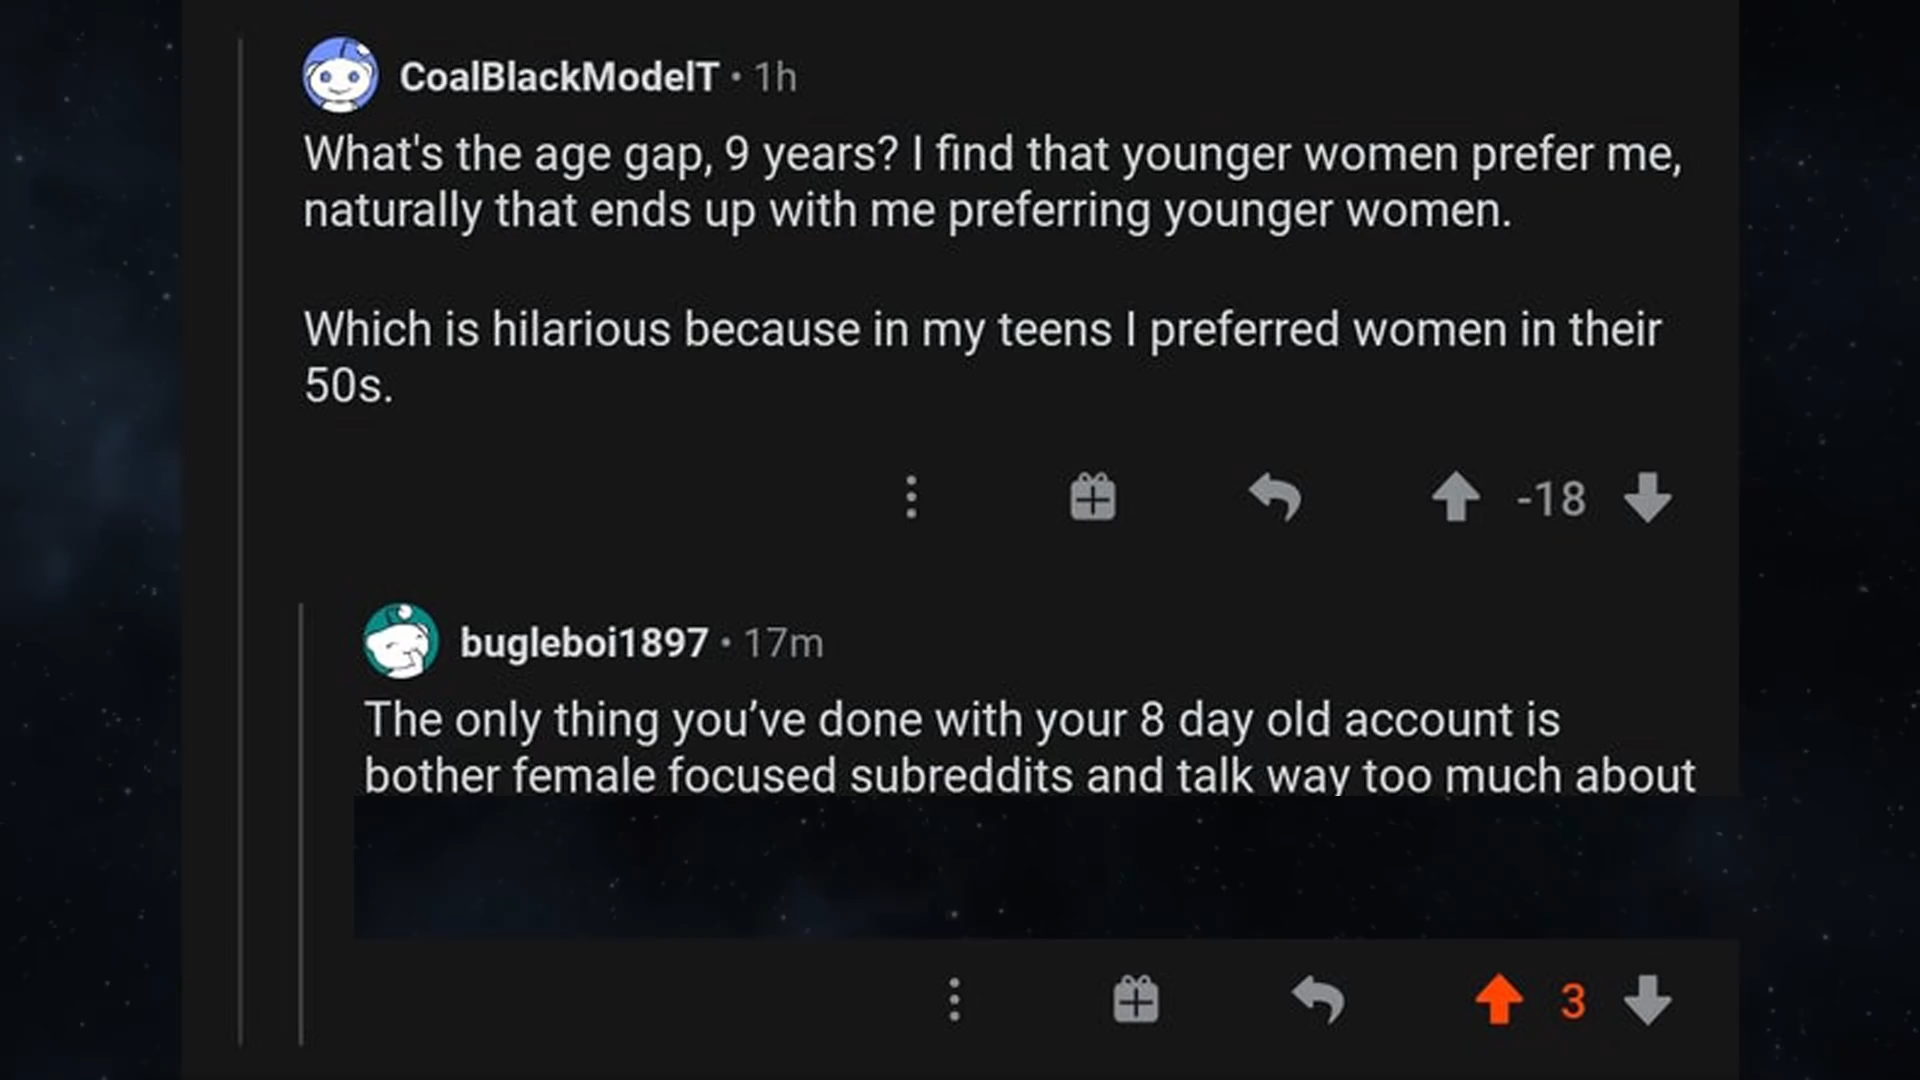 CoalBlackModelT • 1h
What's the age gap, 9 years? I find that younger women prefer me,
naturally that ends up with me preferring younger women.
Which is hilarious because in my teens I preferred women in their
50s.
-18
bugleboi1897 • 17m
The only thing you’ve done with your 8 day old account is
bother female focused subreddits and talk way too much about
3